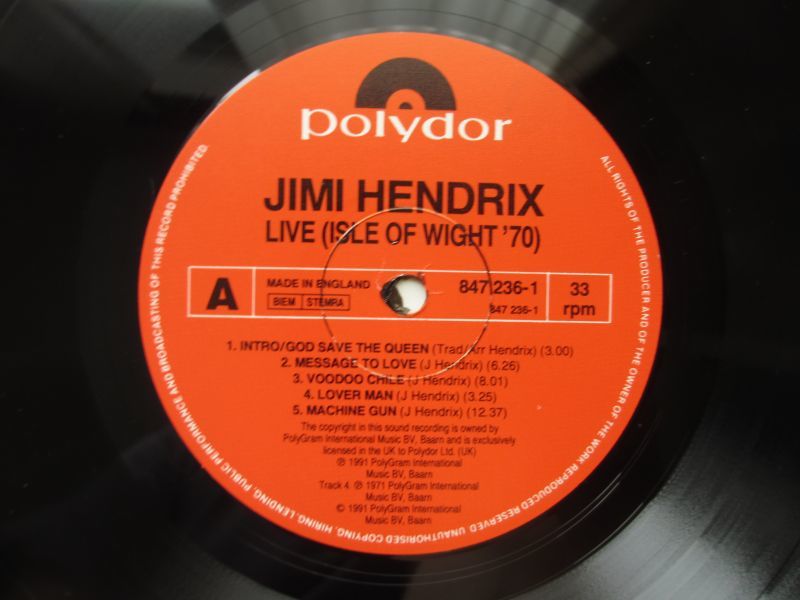 polydor
JIMI HENDRIX
LIVE (ISLE OF WIGHT '70)
A
MADE IN ENGLAND
BIEM STEMRA
847 236-1
847 236-1
33
rpm
1. INTRO/GOD SAVE THE QUEEN (Trad/Arr Hendrix) (3.00)
2. MESSAGE TO LOVE (J Hendrix) (6.26)
3. VOODOO CHILE (J Hendrix) (8.01)
4. LOVER MAN (J Hendrix) (3.25)
5. MACHINE GUN (J Hendrix) (12.37)
The copyright in this sound recording is owned by
PolyGram International Music BV, Baarn and is exclusively
licensed in the UK to Polydor Ltd. (UK)
℗ 1991 PolyGram International
Music BV, Baarn
Track 4 ℗ 1971 PolyGram International
Music BV, Baarn
© 1991 PolyGram International
Music BV, Baarn
ALL RIGHTS OF THE PRODUCER AND OF THE OWNER OF THE WORK REPRODUCED RESERVED. UNAUTHORISED COPYING, HIRING, LENDING, PUBLIC PERFORMANCE AND BROADCASTING OF THIS RECORD PROHIBITED.